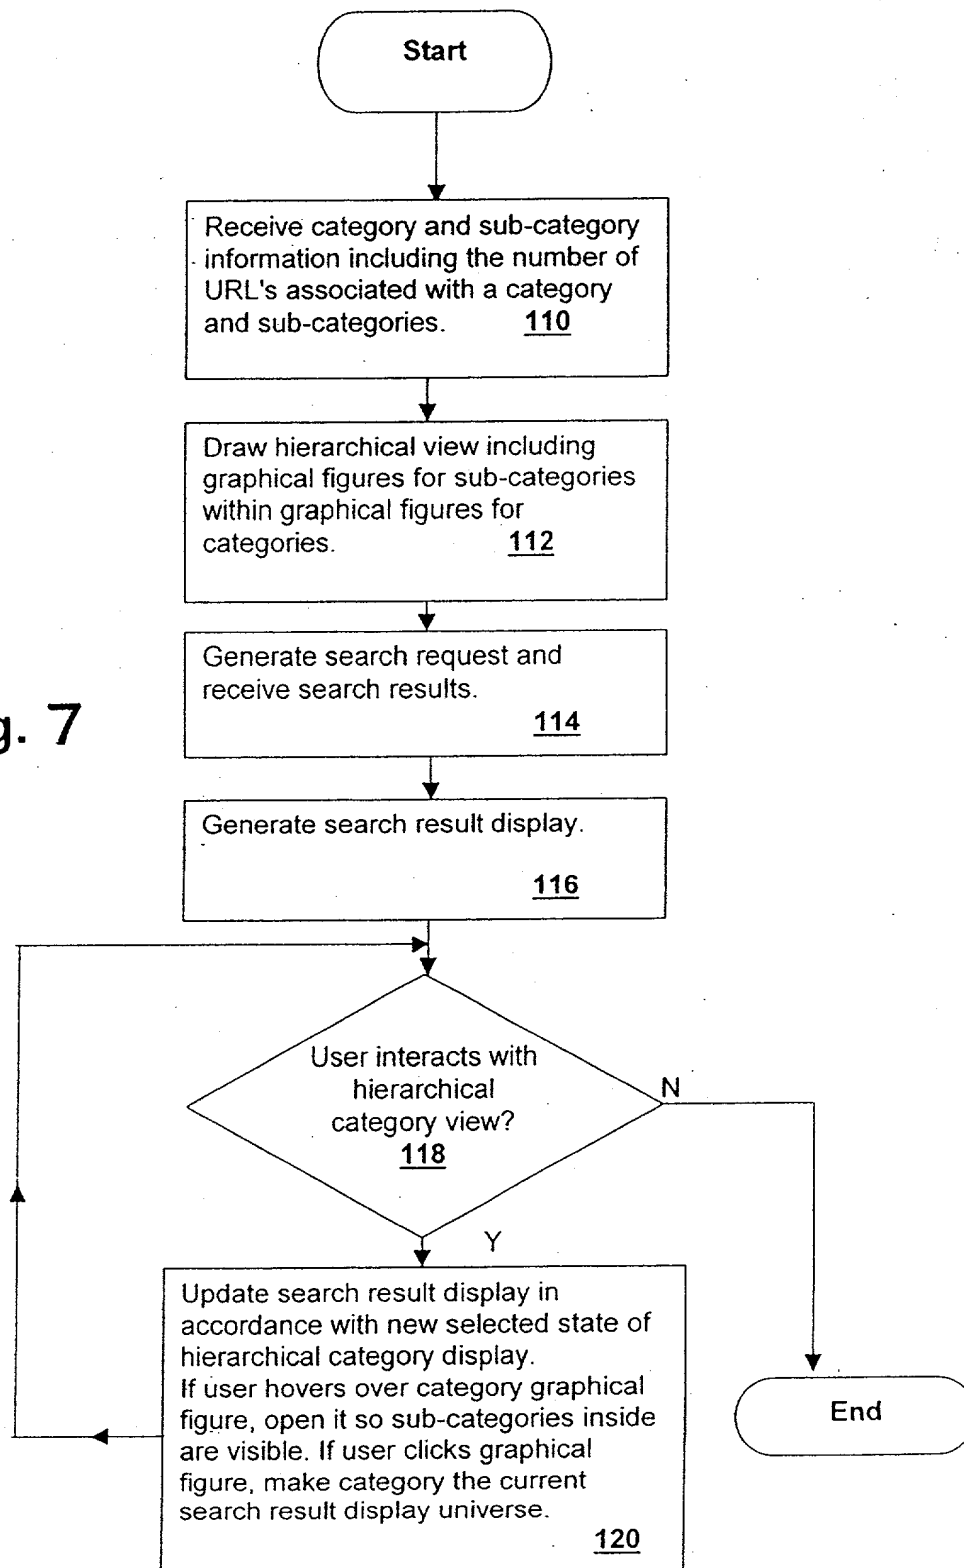 Start
Receive category and sub-category
information including the number of
URL's associated with a category
and sub-categories. 110
Draw hierarchical view including
graphical figures for sub-categories
within graphical figures for
categories. 112
Generate search request and
receive search results.
114
g. 7
Generate search result display.
116
User interacts with
hierarchical
category view?
118
N
Y
Update search result display in
accordance with new selected state of
hierarchical category display.
If user hovers over category graphical
figure, open it so sub-categories inside
are visible. If user clicks graphical
figure, make category the current
search result display universe.
120
End